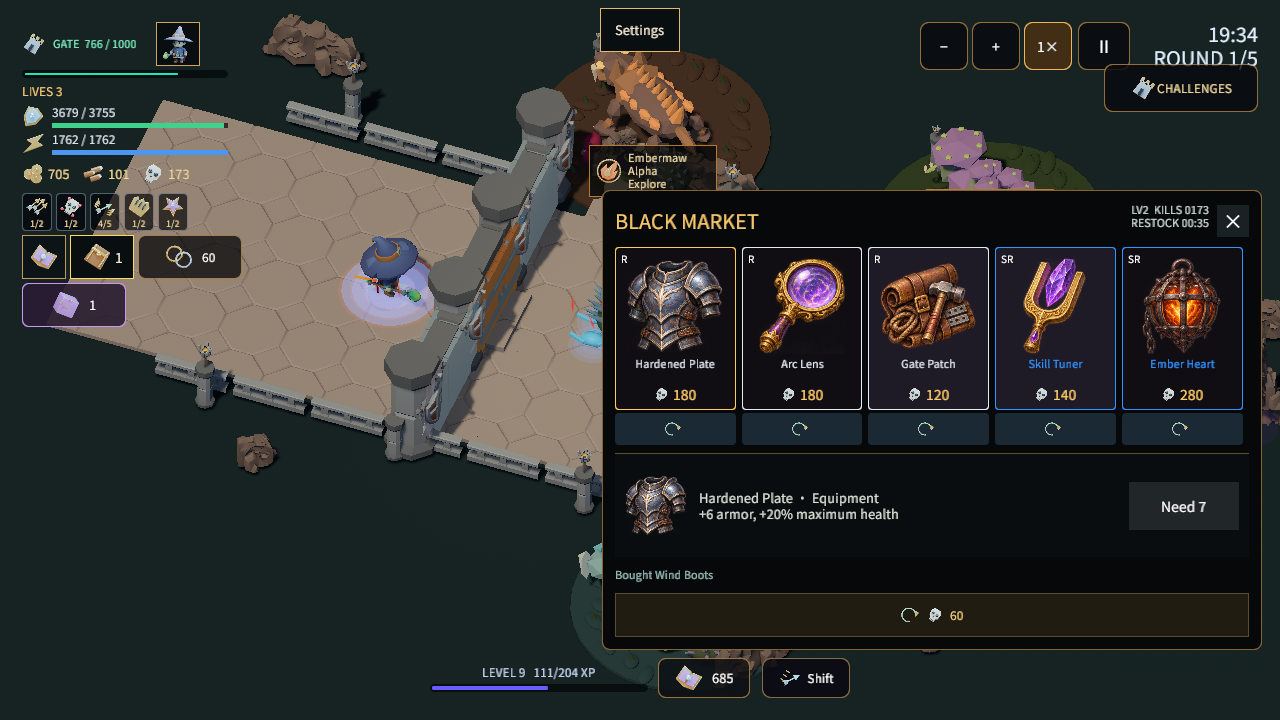 GATE 766 / 1000
LIVES 3
3679 / 3755
1762 / 1762
705 101 173
1/2 1/2 4/5 1/2 1/2
1 60
1
Settings
− + 1× II
19:34
ROUND 1/5
CHALLENGES
Embermaw
Alpha
Explore
BLACK MARKET
LV2 KILLS 0173
RESTOCK 00:35
R R R SR SR
Hardened Plate Arc Lens Gate Patch Skill Tuner Ember Heart
180 180 120 140 280
Hardened Plate • Equipment
+6 armor, +20% maximum health
Need 7
Bought Wind Boots
60
LEVEL 9 111/204 XP
685 Shift